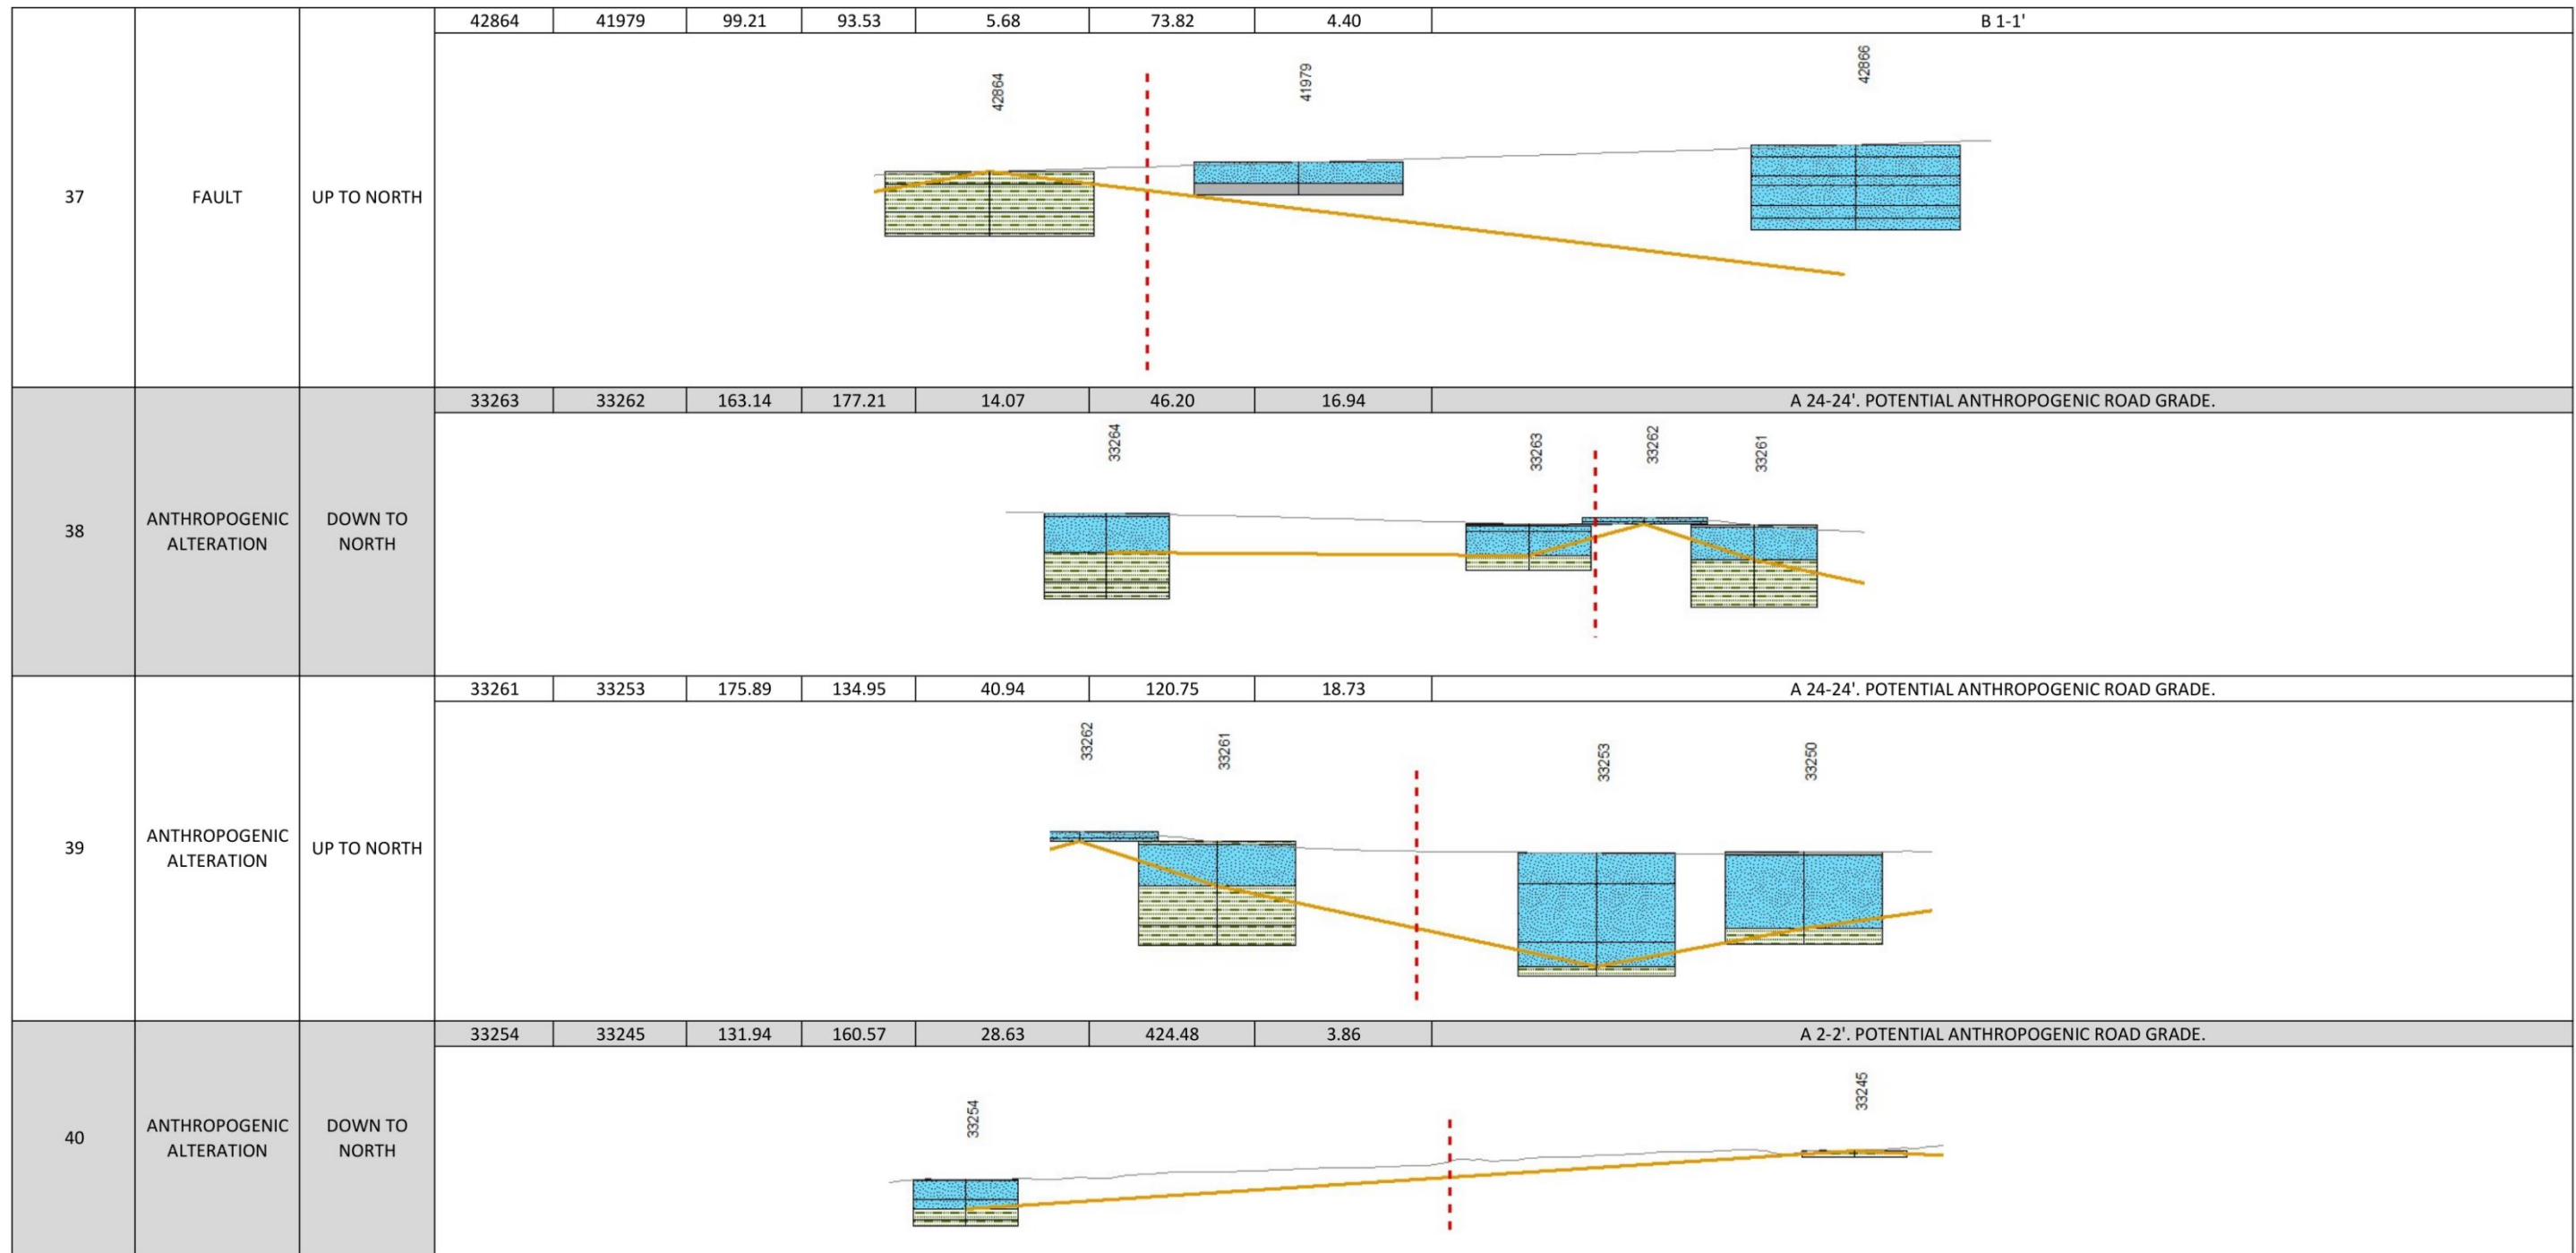 42864 41979 99.21 93.53 5.68 73.82 4.40 B 1-1'
42864
41979
42866
37 FAULT UP TO NORTH
33263 33262 163.14 177.21 14.07 46.20 16.94 A 24-24'. POTENTIAL ANTHROPOGENIC ROAD GRADE.
33264
33263
33262
33261
38 ANTHROPOGENIC DOWN TO
ALTERATION NORTH
33261 33253 175.89 134.95 40.94 120.75 18.73 A 24-24'. POTENTIAL ANTHROPOGENIC ROAD GRADE.
33262
33261
33253
33250
39 ANTHROPOGENIC UP TO NORTH
ALTERATION
33254 33245 131.94 160.57 28.63 424.48 3.86 A 2-2'. POTENTIAL ANTHROPOGENIC ROAD GRADE.
33254
33245
40 ANTHROPOGENIC DOWN TO
ALTERATION NORTH